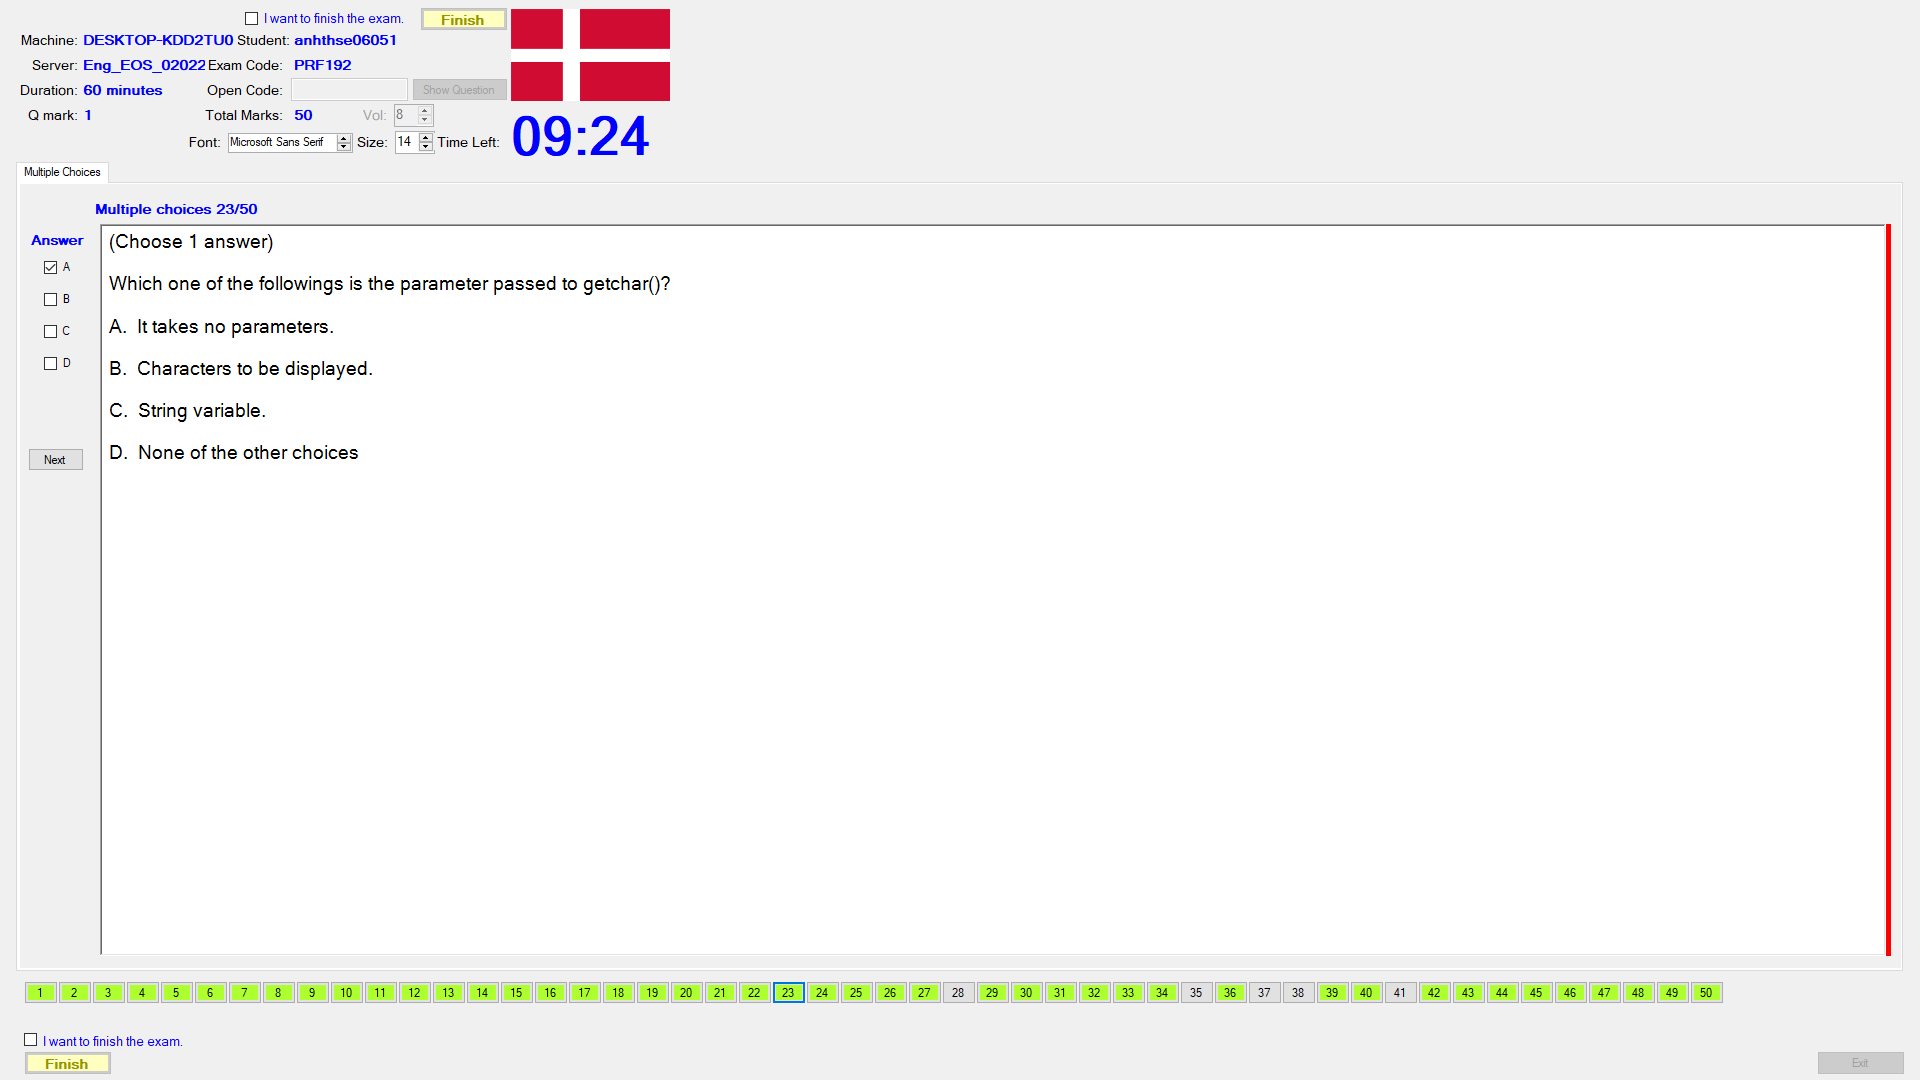 I want to finish the exam. Finish
Machine: DESKTOP-KDD2TU0 Student: anhthse06051
Server: Eng_EOS_02022 Exam Code: PRF192
Duration: 60 minutes Open Code: Show Question
Q mark: 1 Total Marks: 50 Vol: 8
Font: Microsoft Sans Serif Size: 14 Time Left: 09:24
Multiple Choices
Multiple choices 23/50
Answer
A
B
C
D
Next
(Choose 1 answer)
Which one of the followings is the parameter passed to getchar()?
A. It takes no parameters.
B. Characters to be displayed.
C. String variable.
D. None of the other choices
1 2 3 4 5 6 7 8 9 10 11 12 13 14 15 16 17 18 19 20 21 22 23 24 25 26 27 28 29 30 31 32 33 34 35 36 37 38 39 40 41 42 43 44 45 46 47 48 49 50
I want to finish the exam.
Finish
Exit